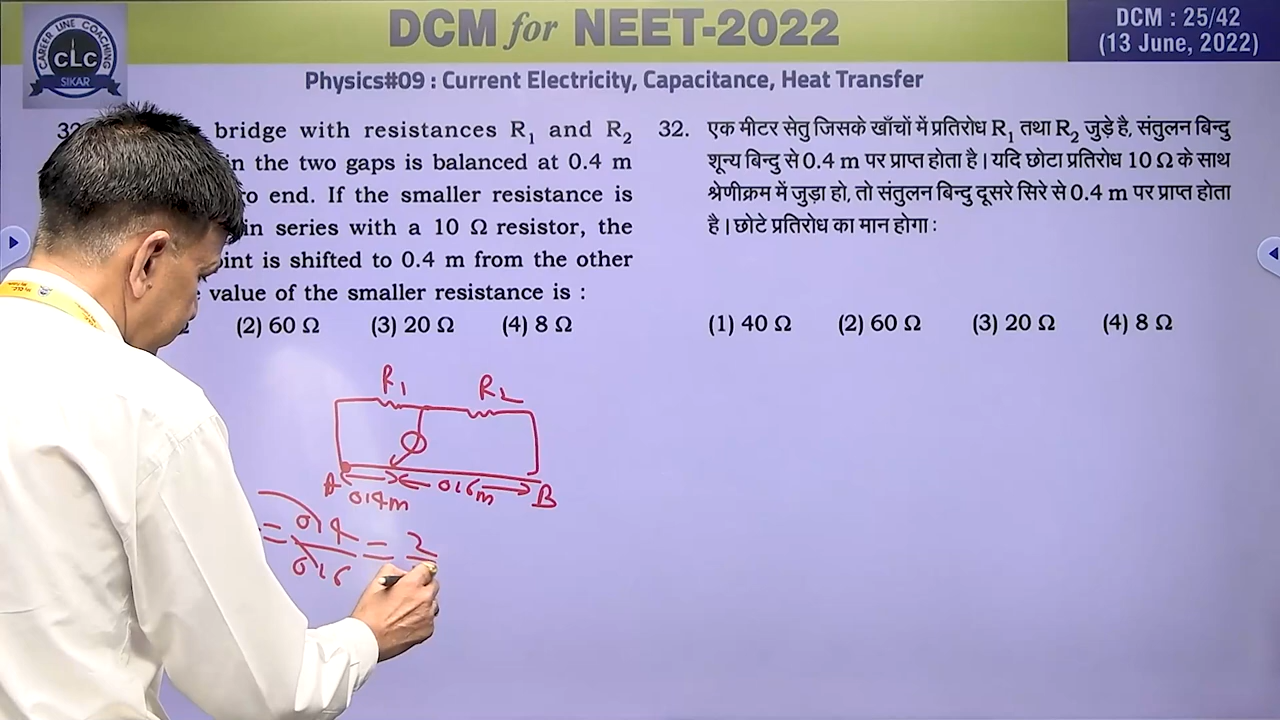 DCM for NEET-2022
DCM : 25/42
(13 June, 2022)
CAREER LINE COACHING
CLC
SIKAR
Physics#09 : Current Electricity, Capacitance, Heat Transfer
bridge with resistances R₁ and R₂
in the two gaps is balanced at 0.4 m
end. If the smaller resistance is
in series with a 10 Ω resistor, the
is shifted to 0.4 m from the other
value of the smaller resistance is :
(2) 60 Ω (3) 20 Ω (4) 8 Ω
32. एक मीटर सेतु जिसके खाँचों में प्रतिरोध R₁ तथा R₂ जुड़े है, संतुलन बिन्दु
शून्य बिन्दु से 0.4 m पर प्राप्त होता है। यदि छोटा प्रतिरोध 10 Ω के साथ
श्रेणीक्रम में जुड़ा हो, तो संतुलन बिन्दु दूसरे सिरे से 0.4 m पर प्राप्त होता
है। छोटे प्रतिरोध का मान होगा :
(1) 40 Ω (2) 60 Ω (3) 20 Ω (4) 8 Ω
R₁ R₂
A 0.4m 0.6m B
= 0.4/0.6 = 2